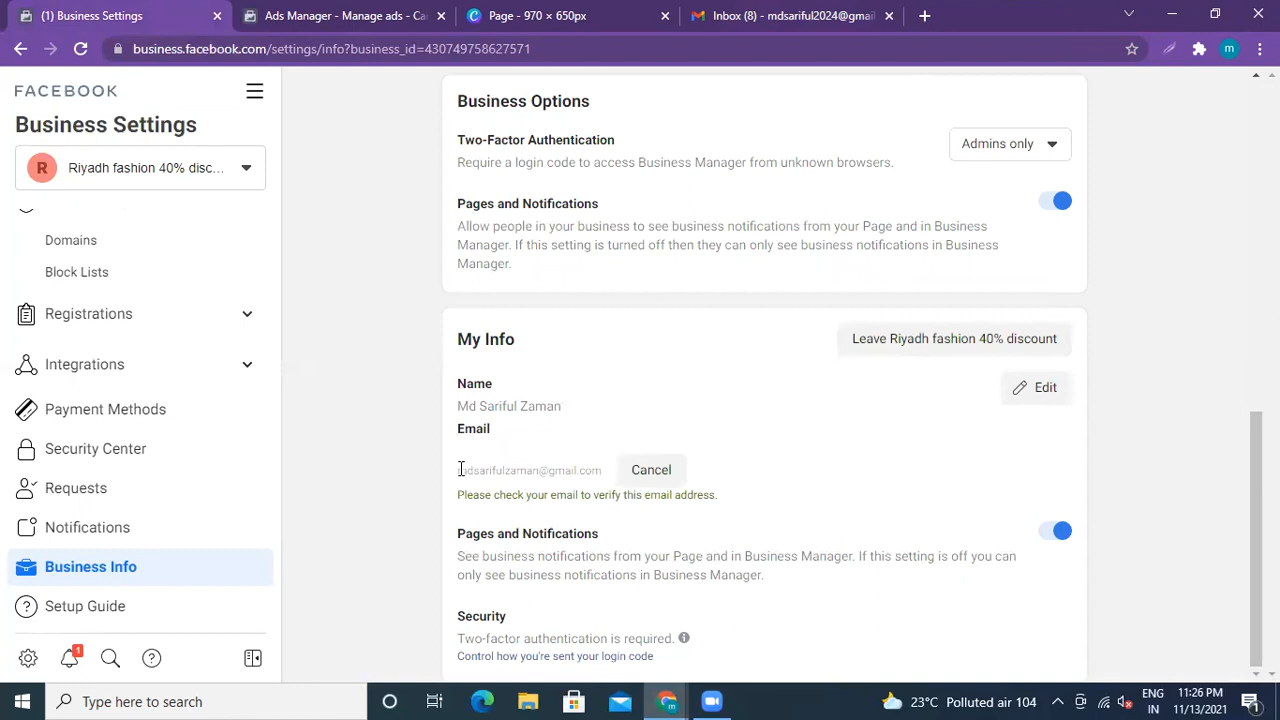 (1) Business Settings
Ads Manager - Manage ads - Ca
Page - 970 × 650px
Inbox (8) - mdsariful2024@gmail
business.facebook.com/settings/info?business_id=430749758627571
m
FACEBOOK
Business Settings
R
Riyadh fashion 40% disc...
Domains
Block Lists
Registrations
Integrations
Payment Methods
Security Center
Requests
Notifications
Business Info
Setup Guide
1
Business Options
Two-Factor Authentication
Admins only
Require a login code to access Business Manager from unknown browsers.
Pages and Notifications
Allow people in your business to see business notifications from your Page and in Business
Manager. If this setting is turned off then they can only see business notifications in Business
Manager.
My Info
Leave Riyadh fashion 40% discount
Name
Edit
Md Sariful Zaman
Email
mdsarifulzaman@gmail.com
Cancel
Please check your email to verify this email address.
Pages and Notifications
See business notifications from your Page and in Business Manager. If this setting is off you can
only see business notifications in Business Manager.
Security
Two-factor authentication is required.
Control how you're sent your login code
Type here to search
23°C Polluted air 104
ENG
IN
11:26 PM
11/13/2021
1